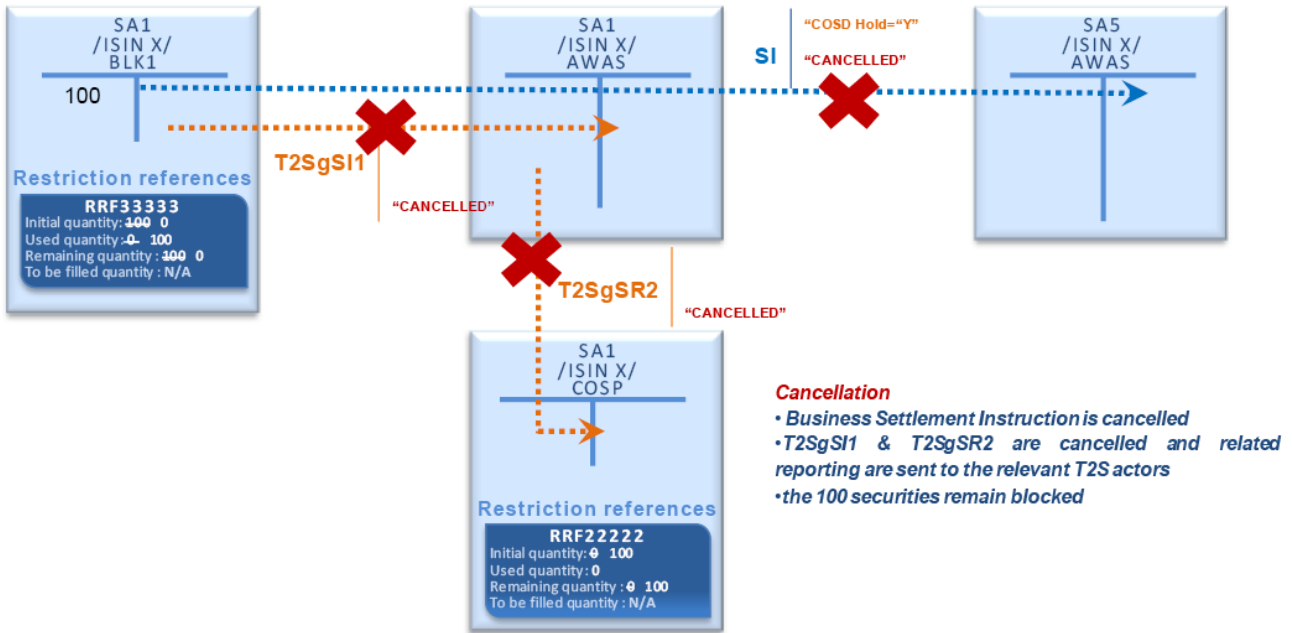 SA1
/ISIN X/
BLK1
100
Restriction references
RRF33333
Initial quantity: 100 0
Used quantity: 0 100
Remaining quantity : 100 0
To be filled quantity : N/A
T2SgSI1
"CANCELLED"
SA1
/ISIN X/
AWAS
SI
"COSD Hold="Y"
"CANCELLED"
SA5
/ISIN X/
AWAS
T2SgSR2
"CANCELLED"
SA1
/ISIN X/
COSP
Restriction references
RRF22222
Initial quantity: 0 100
Used quantity: 0
Remaining quantity : 0 100
To be filled quantity : N/A
Cancellation
• Business Settlement Instruction is cancelled
•T2SgSI1 & T2SgSR2 are cancelled and related
reporting are sent to the relevant T2S actors
•the 100 securities remain blocked